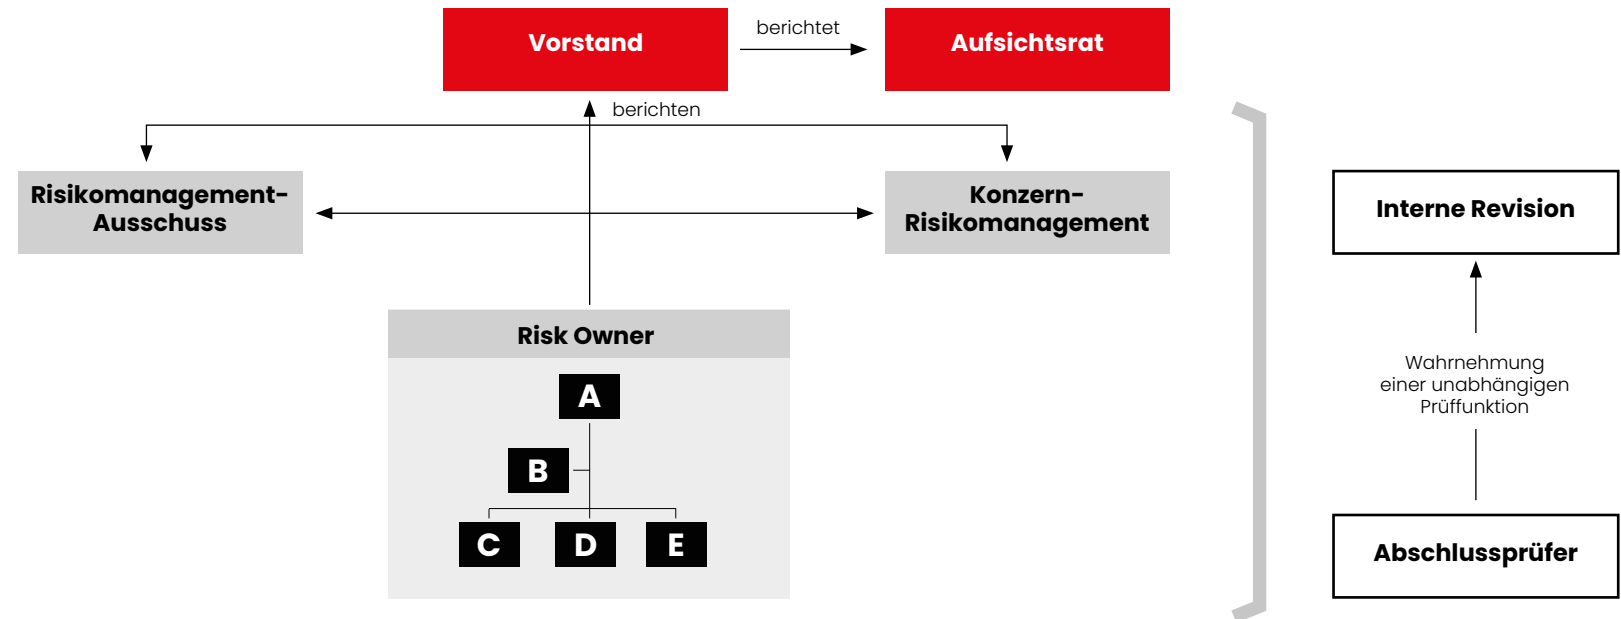 Vorstand
berichtet
Aufsichtsrat
berichten
Risikomanagement-
Ausschuss
Konzern-
Risikomanagement
Interne Revision
Risk Owner
A
B
C
D
E
Wahrnehmung
einer unabhängigen
Prüffunktion
Abschlussprüfer